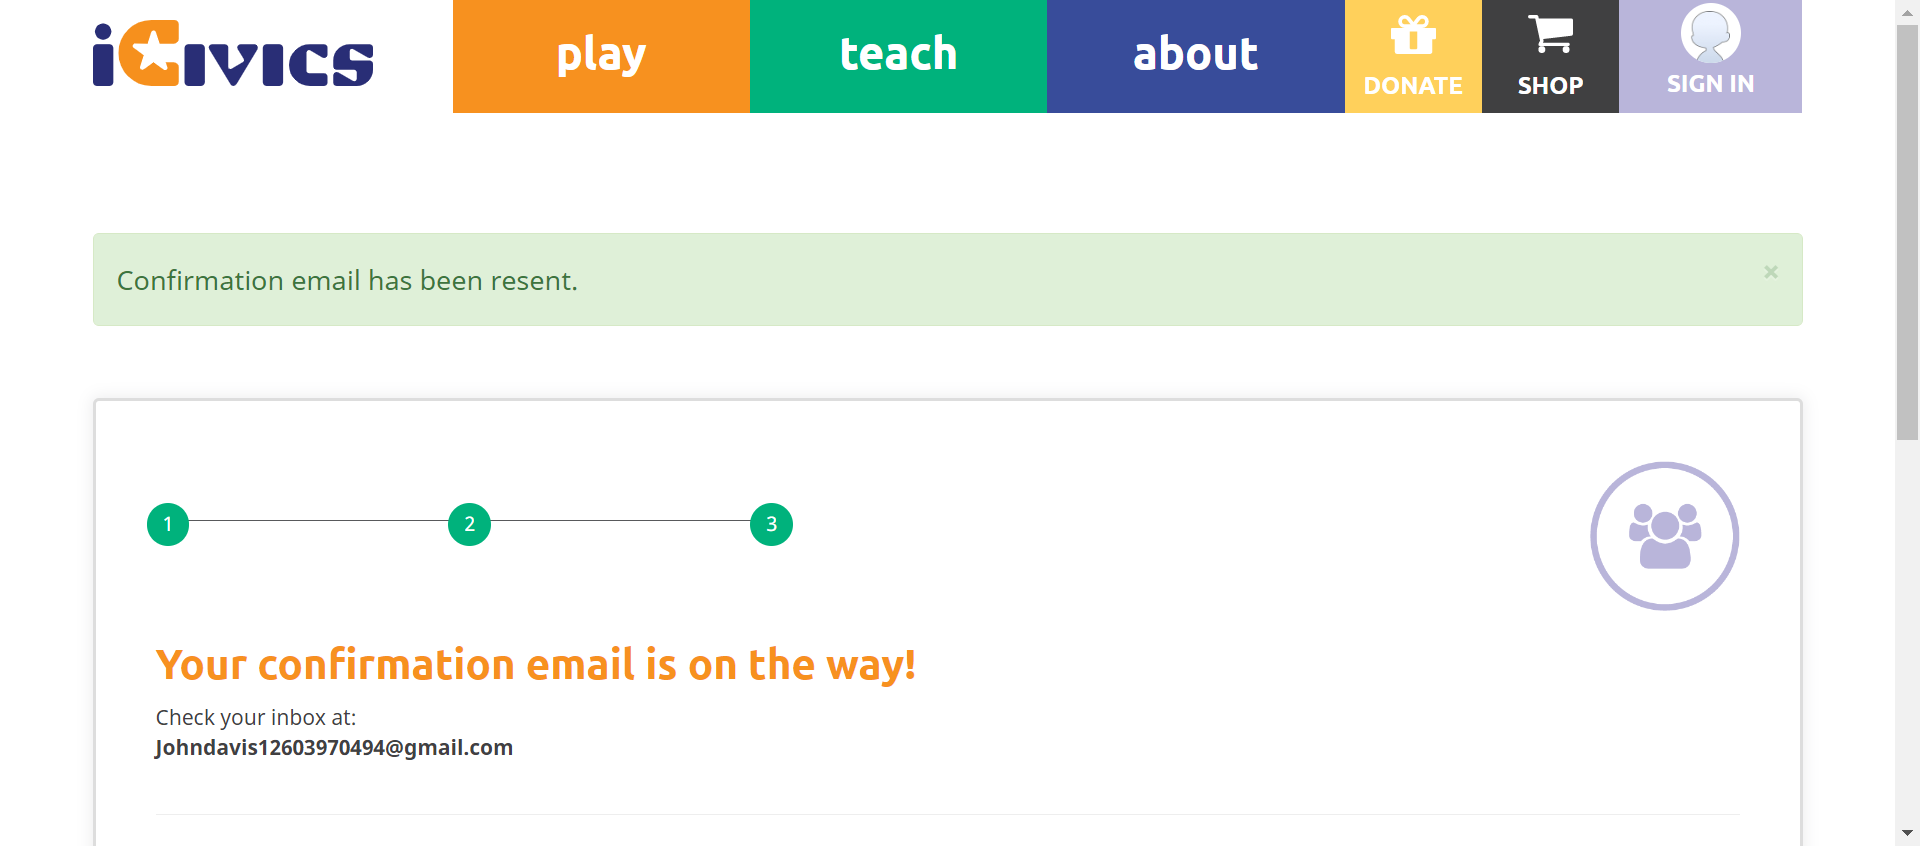 iCivics
play
teach
about
DONATE
SHOP
SIGN IN
Confirmation email has been resent.
×
1
2
3
Your confirmation email is on the way!
Check your inbox at:
Johndavis12603970494@gmail.com